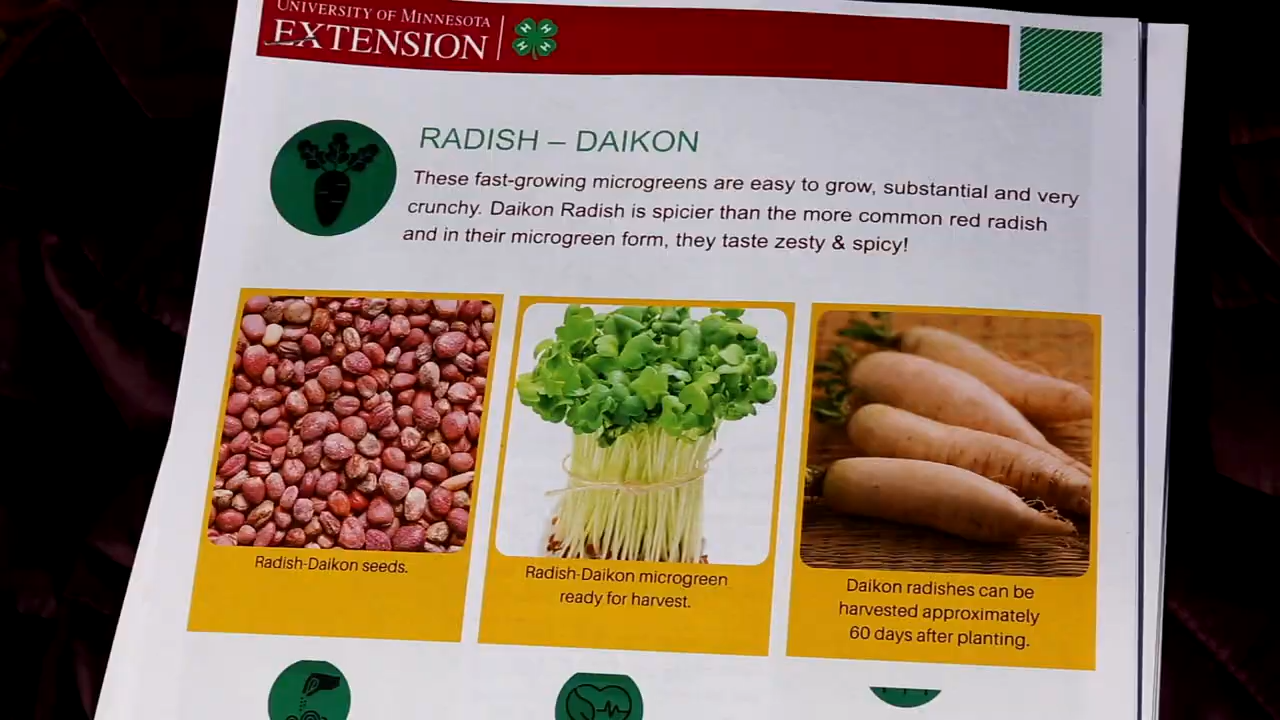 UNIVERSITY OF MINNESOTA
EXTENSION
H H H H
RADISH – DAIKON
These fast-growing microgreens are easy to grow, substantial and very
crunchy. Daikon Radish is spicier than the more common red radish
and in their microgreen form, they taste zesty & spicy!
Radish-Daikon seeds.
Radish-Daikon microgreen
ready for harvest.
Daikon radishes can be
harvested approximately
60 days after planting.